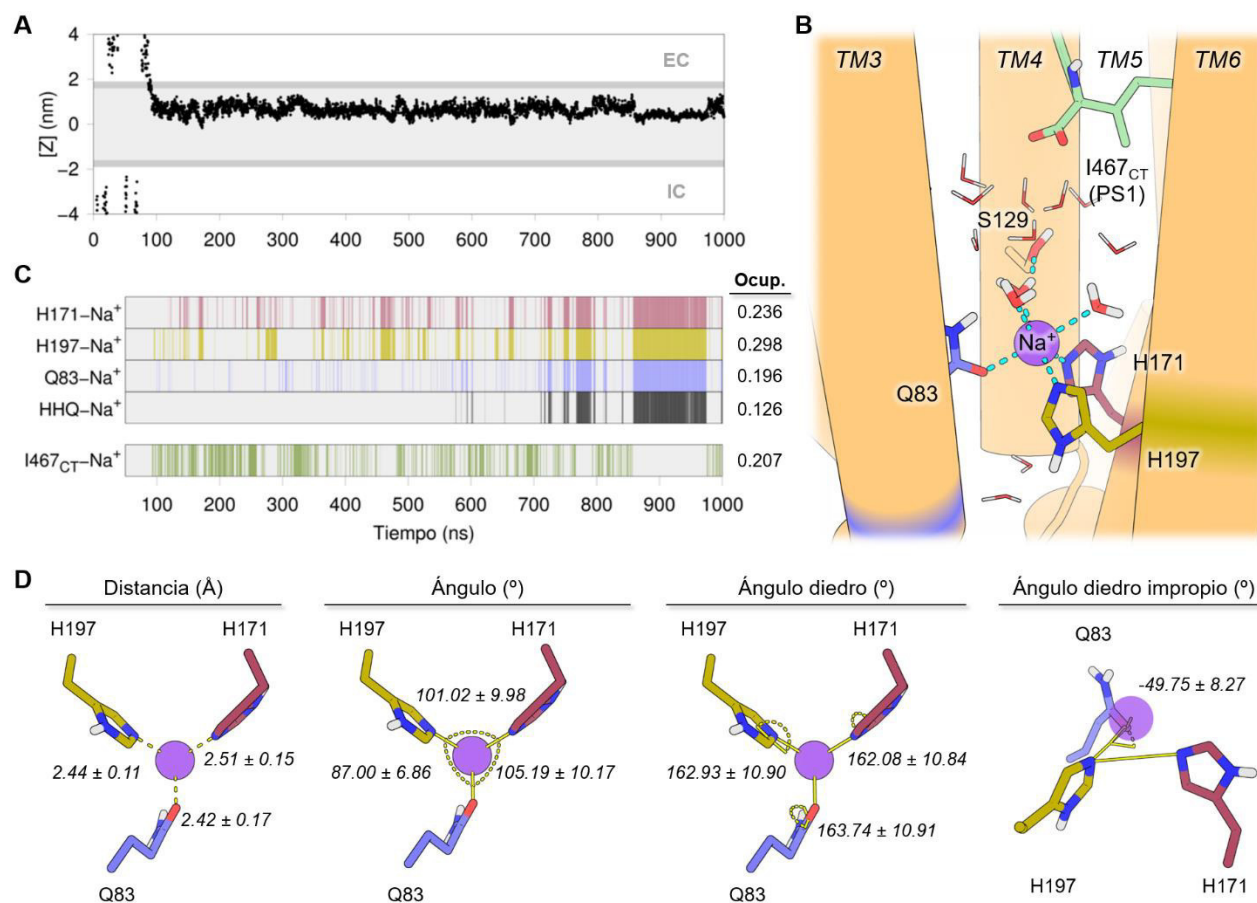 A
[Z] (nm)
4
2
0
-2
-4
EC
IC
0 100 200 300 400 500 600 700 800 900 1000
B
TM3 TM4 TM5 TM6
I467CT
(PS1)
S129
Na+
Q83
H171
H197
C
Ocup.
H171–Na+ 0.236
H197–Na+ 0.298
Q83–Na+ 0.196
HHQ–Na+ 0.126
I467CT–Na+ 0.207
100 200 300 400 500 600 700 800 900 1000
Tiempo (ns)
D
Distancia (Å)
H197 H171
2.44 ± 0.11 2.51 ± 0.15
2.42 ± 0.17
Q83
Ángulo (º)
H197 H171
101.02 ± 9.98
87.00 ± 6.86 105.19 ± 10.17
Q83
Ángulo diedro (º)
H197 H171
162.93 ± 10.90 162.08 ± 10.84
163.74 ± 10.91
Q83
Ángulo diedro impropio (º)
Q83
-49.75 ± 8.27
H197 H171